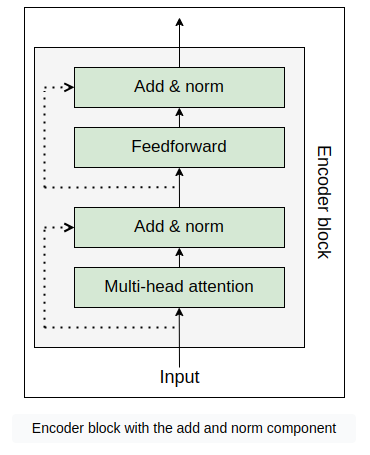 Add & norm
Feedforward
Add & norm
Multi-head attention
Encoder block
Input
Encoder block with the add and norm component